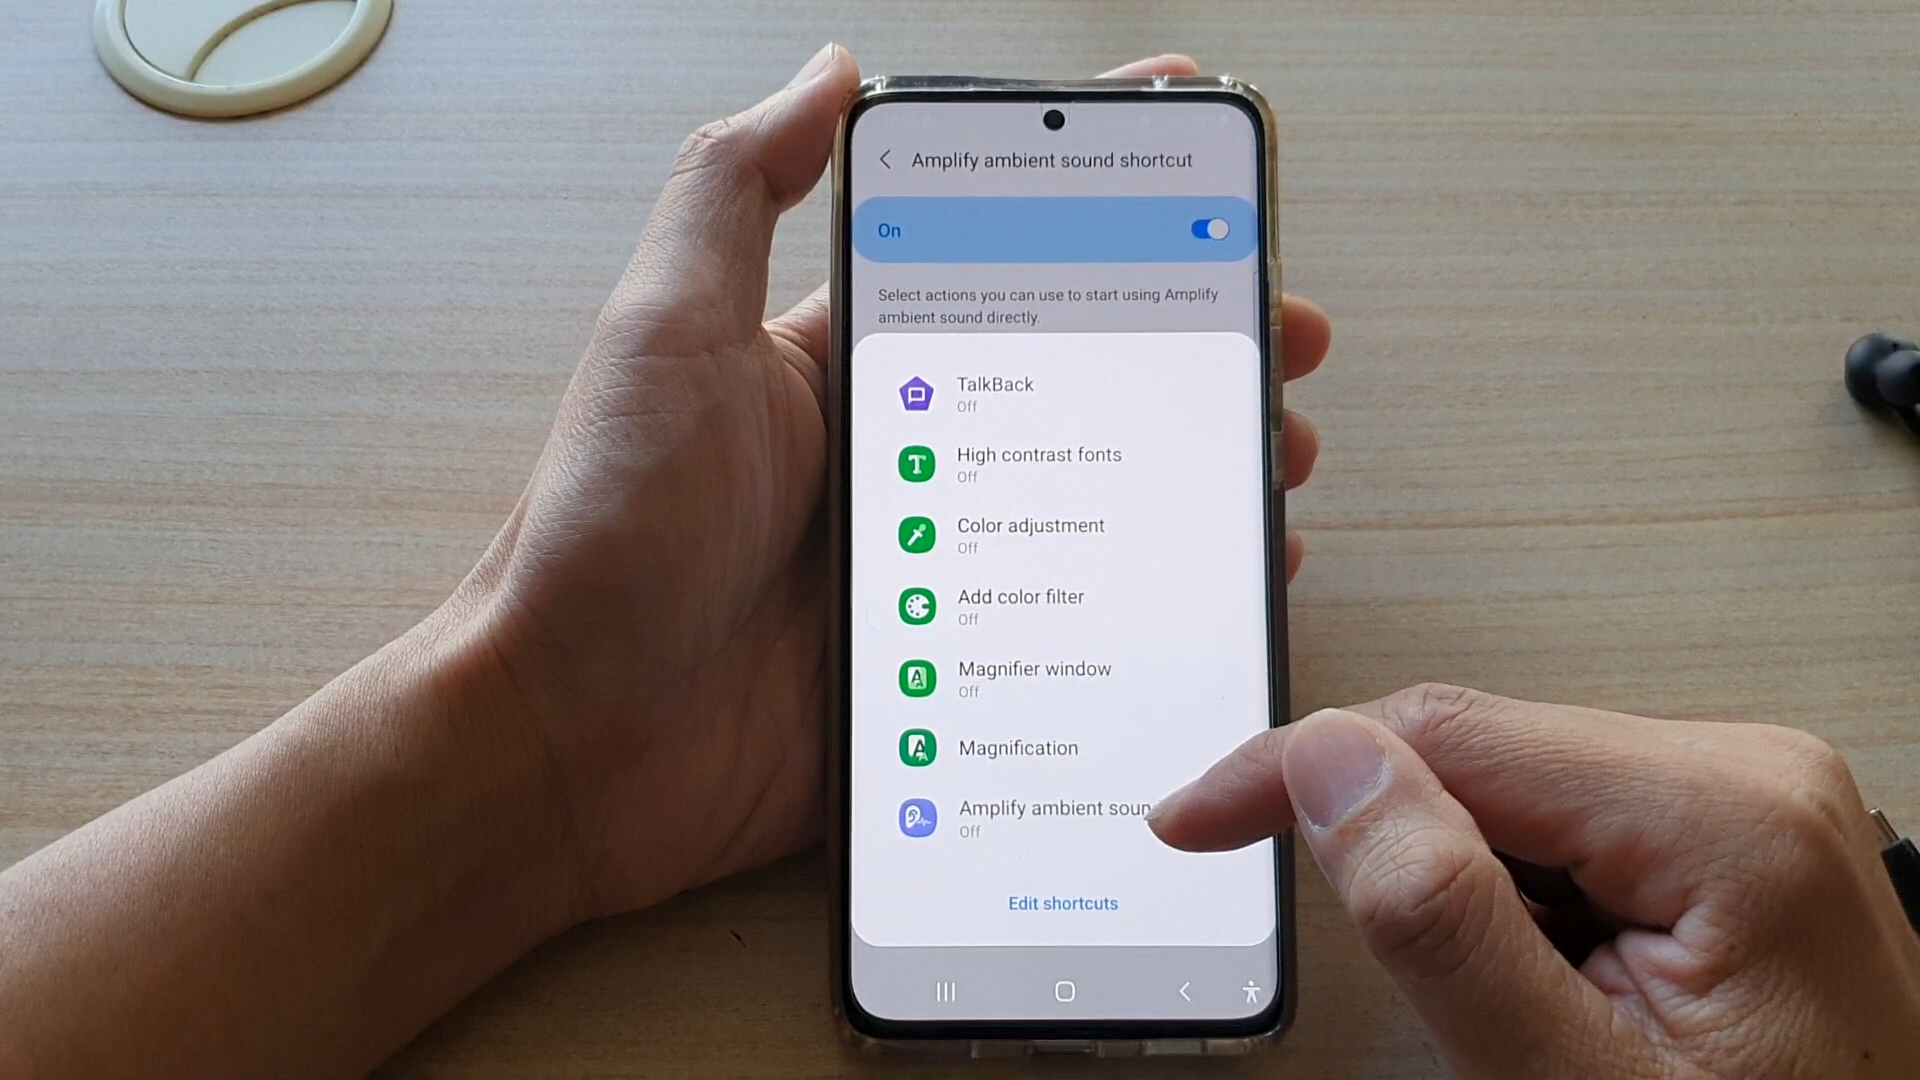 Amplify ambient sound shortcut
On
Select actions you can use to start using Amplify
ambient sound directly.
TalkBack
Off
High contrast fonts
Off
Color adjustment
Off
Add color filter
Off
Magnifier window
Off
Magnification
Amplify ambient soun
Off
Edit shortcuts